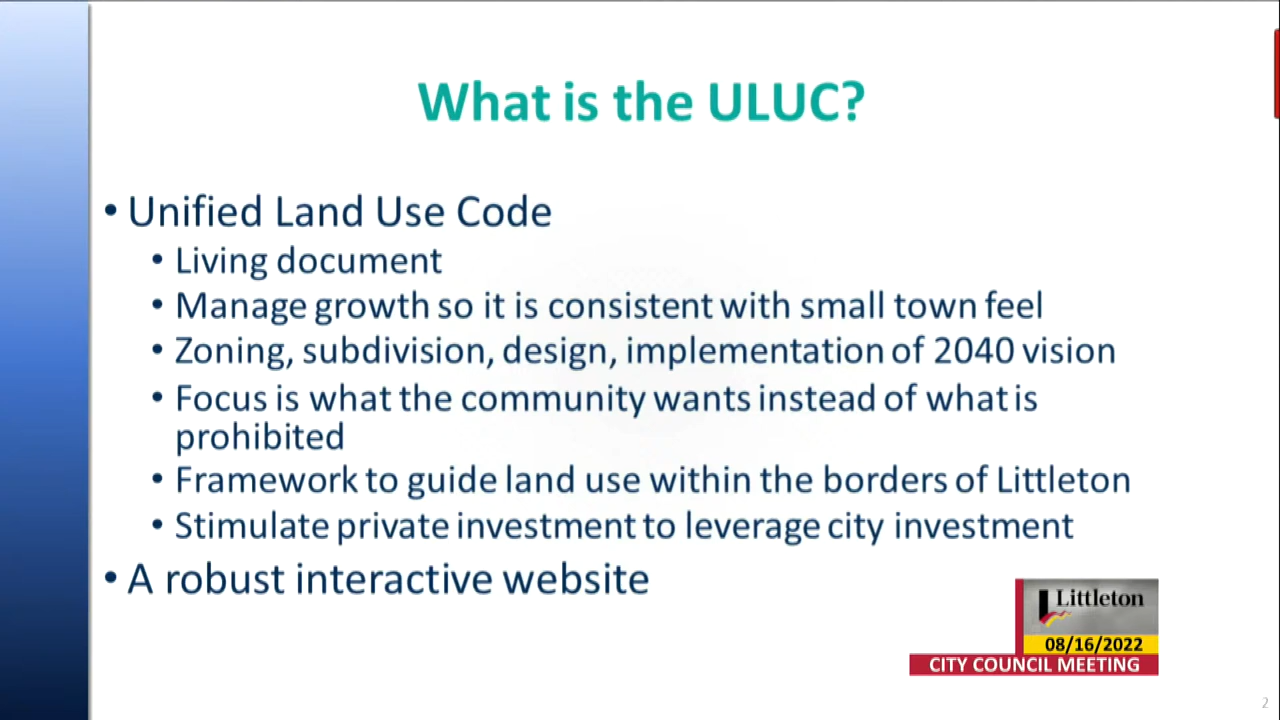 What is the ULUC?
• Unified Land Use Code
• Living document
• Manage growth so it is consistent with small town feel
• Zoning, subdivision, design, implementation of 2040 vision
• Focus is what the community wants instead of what is
prohibited
• Framework to guide land use within the borders of Littleton
• Stimulate private investment to leverage city investment
• A robust interactive website
Littleton
08/16/2022
CITY COUNCIL MEETING
2